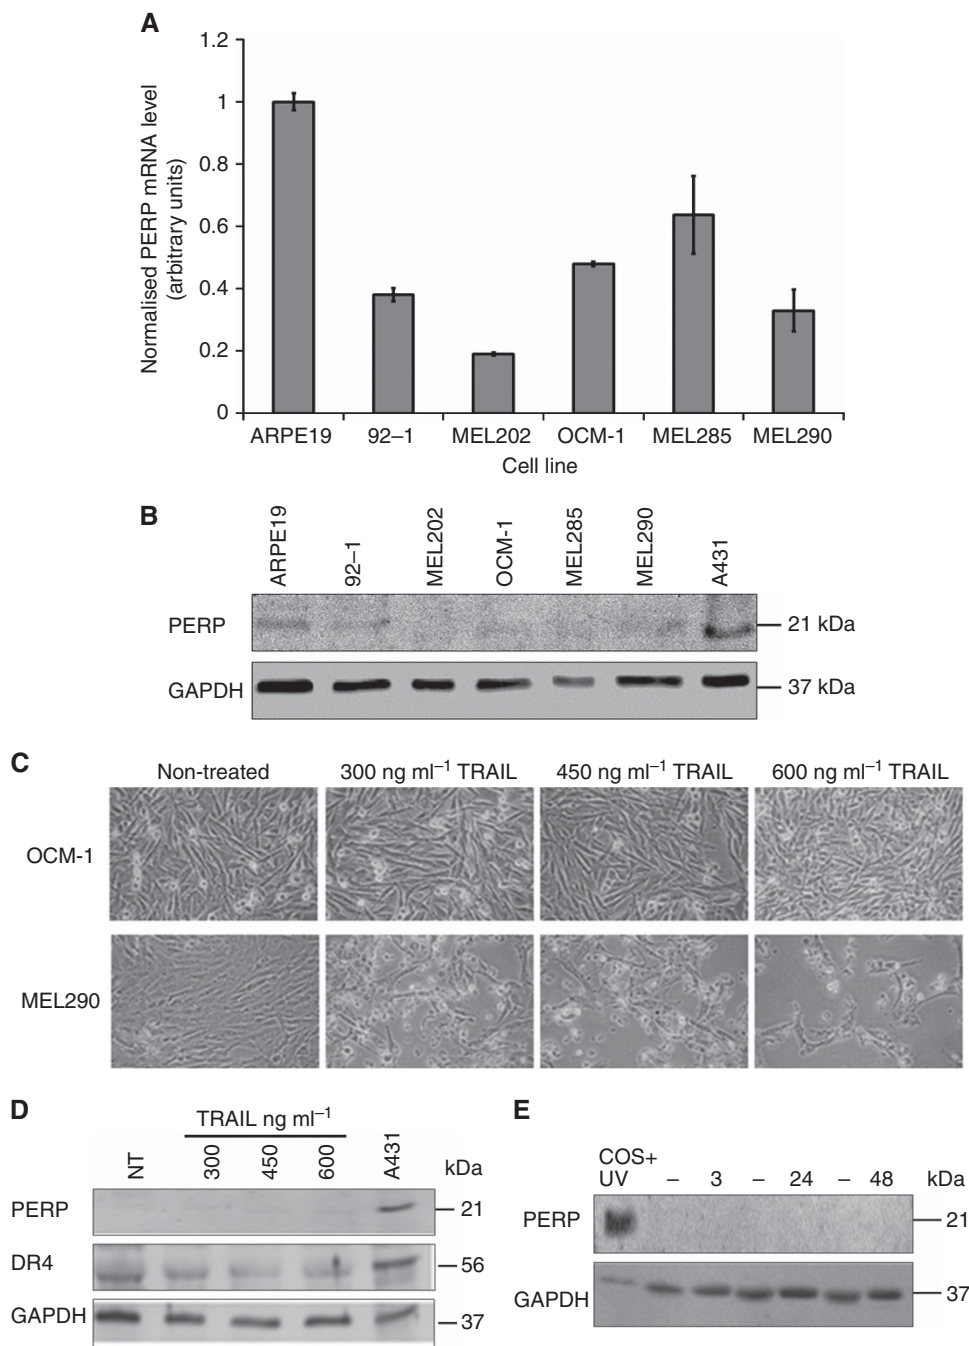 A
Normalised PERP mRNA level
(arbitrary units)
1.2
1
0.8
0.6
0.4
0.2
0
ARPE19 92–1 MEL202 OCM-1 MEL285 MEL290
Cell line
B
ARPE19 92–1 MEL202 OCM-1 MEL285 MEL290 A431
PERP 21 kDa
GAPDH 37 kDa
C
Non-treated 300 ng ml⁻¹ TRAIL 450 ng ml⁻¹ TRAIL 600 ng ml⁻¹ TRAIL
OCM-1
MEL290
D
TRAIL ng ml⁻¹
NT 300 450 600 A431 kDa
PERP 21
DR4 56
GAPDH 37
E
COS+
UV – 3 – 24 – 48 kDa
PERP 21
GAPDH 37